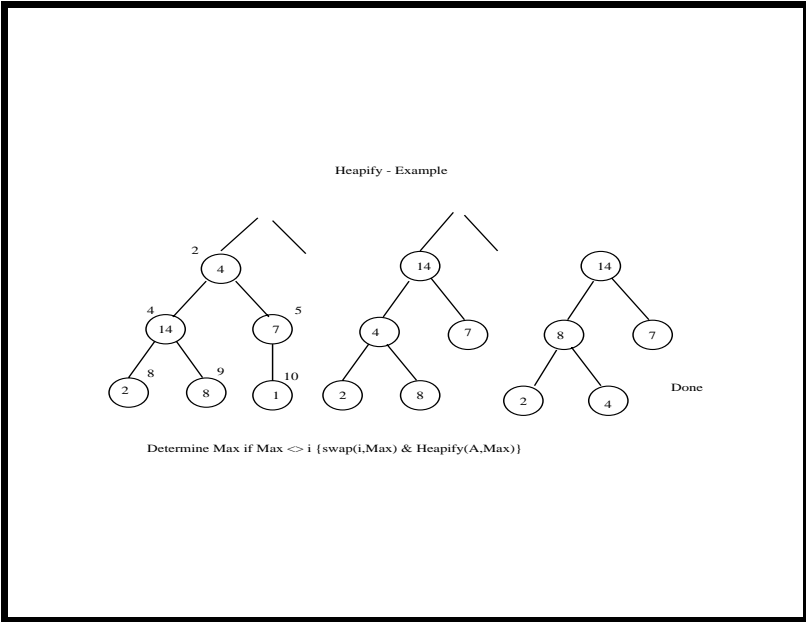 Heapify - Example
2
4 14 14
4 5
14 7 4 7 8 7
8 9 10
2 8 1 2 8 2 4
Done
Determine Max if Max <> i {swap(i,Max) & Heapify(A,Max)}